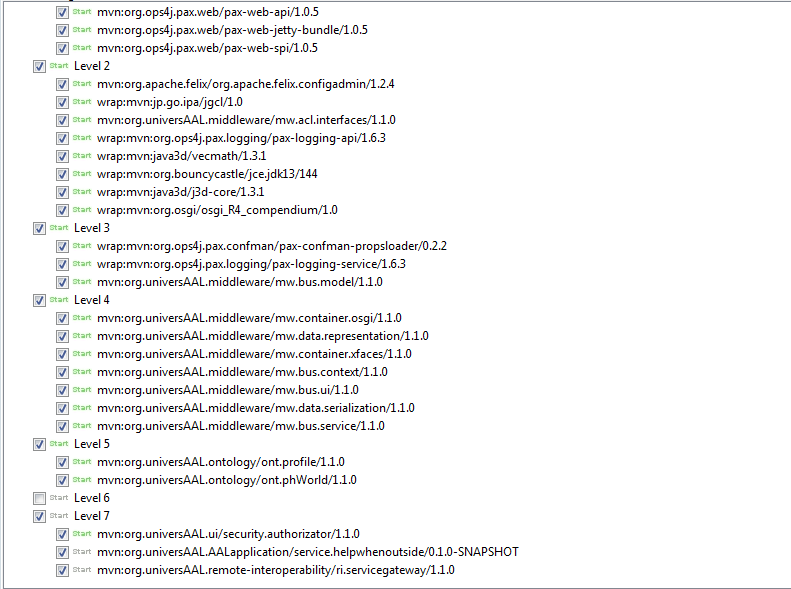 Start mvn:org.ops4j.pax.web/pax-web-api/1.0.5
Start mvn:org.ops4j.pax.web/pax-web-jetty-bundle/1.0.5
Start mvn:org.ops4j.pax.web/pax-web-spi/1.0.5
Start Level 2
Start mvn:org.apache.felix/org.apache.felix.configadmin/1.2.4
Start wrap:mvn:jp.go.ipa/jgcl/1.0
Start mvn:org.universAAL.middleware/mw.acl.interfaces/1.1.0
Start wrap:mvn:org.ops4j.pax.logging/pax-logging-api/1.6.3
Start wrap:mvn:java3d/vecmath/1.3.1
Start wrap:mvn:org.bouncycastle/jce.jdk13/144
Start wrap:mvn:java3d/j3d-core/1.3.1
Start wrap:mvn:org.osgi/osgi_R4_compendium/1.0
Start Level 3
Start wrap:mvn:org.ops4j.pax.confman/pax-confman-propsloader/0.2.2
Start wrap:mvn:org.ops4j.pax.logging/pax-logging-service/1.6.3
Start mvn:org.universAAL.middleware/mw.bus.model/1.1.0
Start Level 4
Start mvn:org.universAAL.middleware/mw.container.osgi/1.1.0
Start mvn:org.universAAL.middleware/mw.data.representation/1.1.0
Start mvn:org.universAAL.middleware/mw.container.xfaces/1.1.0
Start mvn:org.universAAL.middleware/mw.bus.context/1.1.0
Start mvn:org.universAAL.middleware/mw.bus.ui/1.1.0
Start mvn:org.universAAL.middleware/mw.data.serialization/1.1.0
Start mvn:org.universAAL.middleware/mw.bus.service/1.1.0
Start Level 5
Start mvn:org.universAAL.ontology/ont.profile/1.1.0
Start mvn:org.universAAL.ontology/ont.phWorld/1.1.0
Start Level 6
Start Level 7
Start mvn:org.universAAL.ui/security.authorizator/1.1.0
Start mvn:org.universAAL.AALapplication/service.helpwhenoutside/0.1.0-SNAPSHOT
Start mvn:org.universAAL.remote-interoperability/ri.servicegateway/1.1.0